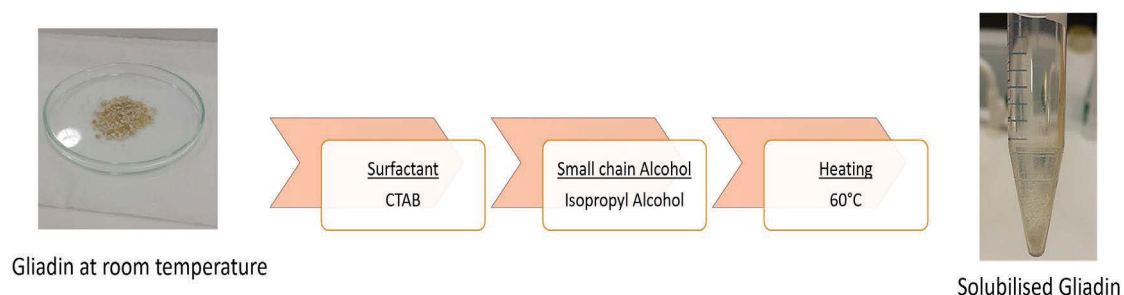 Surfactant
CTAB
Small chain Alcohol
Isopropyl Alcohol
Heating
60°C
Gliadin at room temperature
Solubilised Gliadin